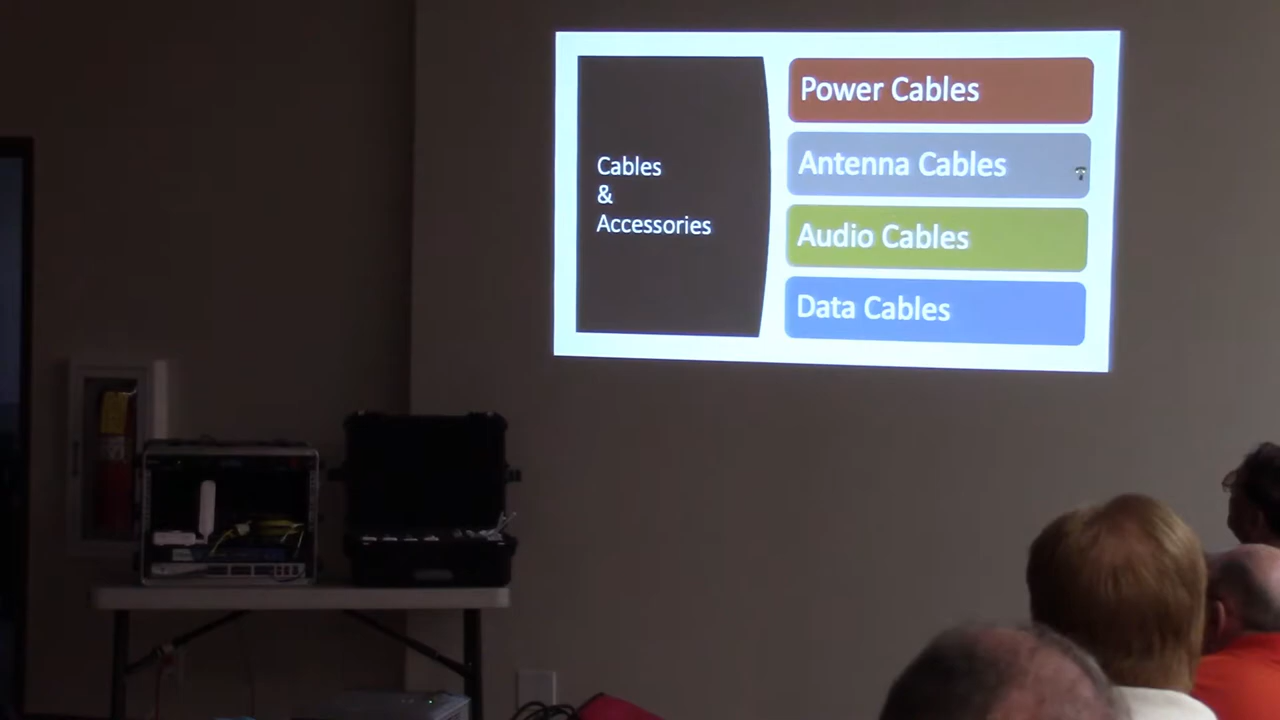 Cables
&
Accessories
Power Cables
Antenna Cables
Audio Cables
Data Cables